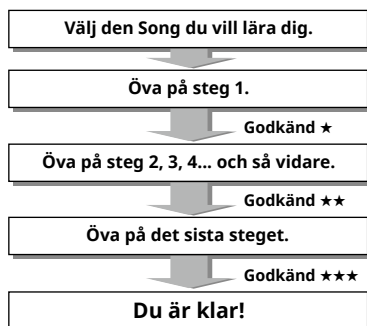 Välj den Song du vill lära dig.
Öva på steg 1.
Godkänd ★
Öva på steg 2, 3, 4... och så vidare.
Godkänd ★★
Öva på det sista steget.
Godkänd ★★★
Du är klar!